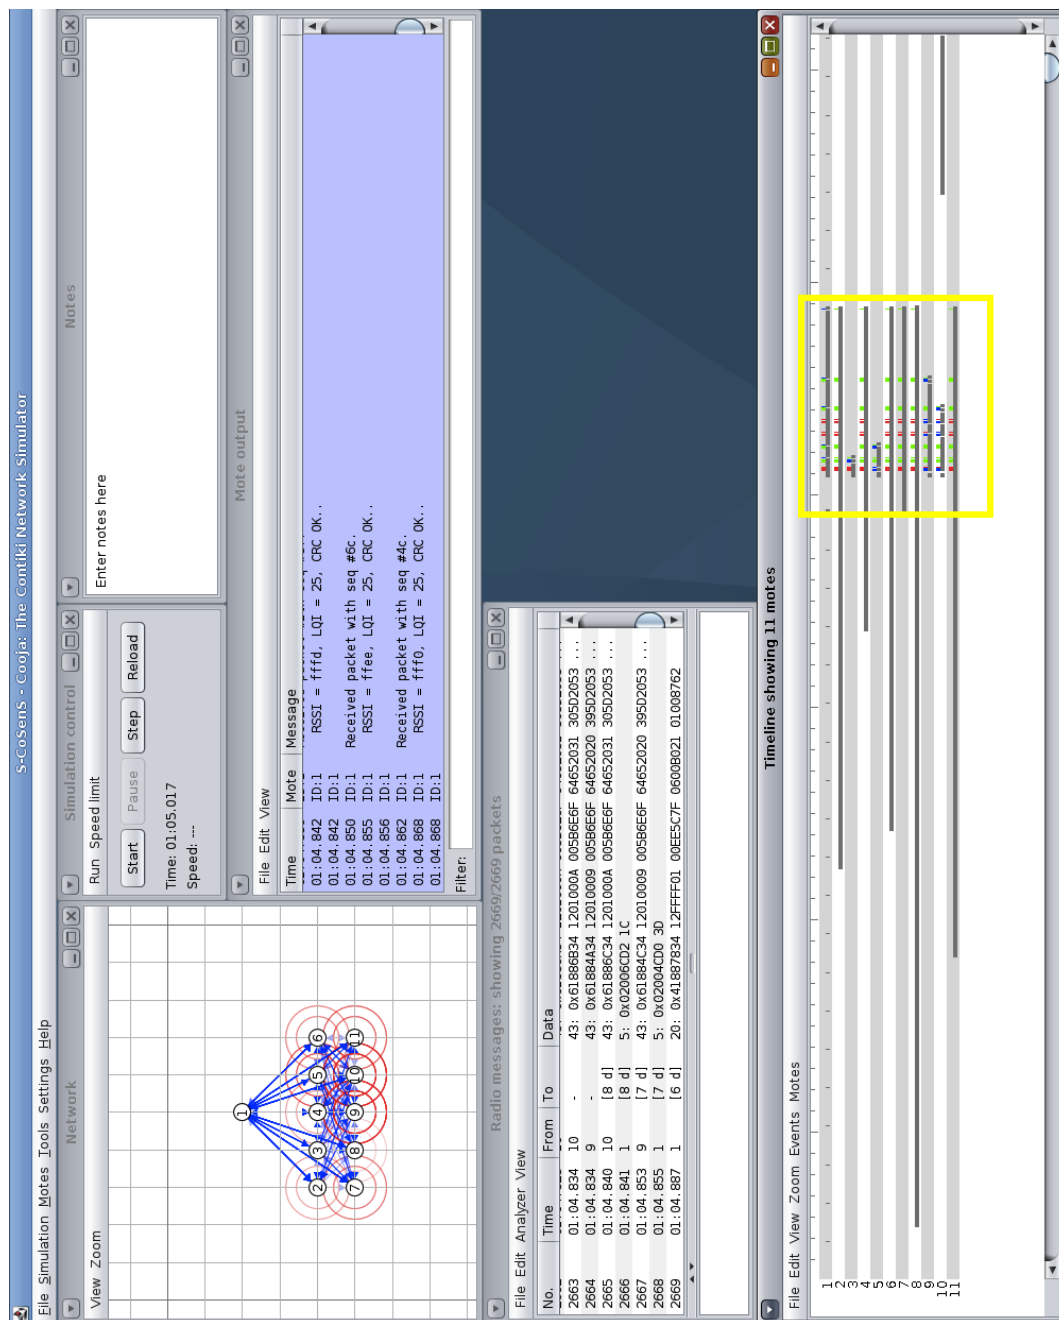 S-CoSenS - Cooja: The Contiki Network Simulator
File Simulation Motes Tools Settings Help
Network
View Zoom
1
2 3 4 5 6
7 8 9 10 11
Simulation control
Run Speed limit
Start Pause Step Reload
Time: 01:05.017
Speed: ---
Notes
Enter notes here
Mote output
File Edit View
Time Mote Message
01:04.842 ID:1 RSSI = fffd, LQI = 25, CRC OK..
01:04.842 ID:1
01:04.850 ID:1 Received packet with seq #6c.
01:04.855 ID:1 RSSI = ffee, LQI = 25, CRC OK..
01:04.856 ID:1
01:04.862 ID:1 Received packet with seq #4c.
01:04.868 ID:1 RSSI = fff0, LQI = 25, CRC OK..
01:04.868 ID:1
Filter:
Radio messages: showing 2669/2669 packets
File Edit Analyzer View
No. Time From To Data
2663 01:04.834 10 - 43: 0x61886B34 1201000A 005B6E6F 64652031 305D2053 ...
2664 01:04.834 9 - 43: 0x61884A34 12010009 005B6E6F 64652020 395D2053 ...
2665 01:04.840 10 [8 d] 43: 0x61886C34 1201000A 005B6E6F 64652031 305D2053 ...
2666 01:04.841 1 [8 d] 5: 0x02006CD2 1C
2667 01:04.853 9 [7 d] 43: 0x61884C34 12010009 005B6E6F 64652020 395D2053 ...
2668 01:04.855 1 [7 d] 5: 0x02004CD0 3D
2669 01:04.887 1 [6 d] 20: 0x41887834 12FFFF01 00EE5C7F 0600B021 01008762
Timeline showing 11 motes
File Edit View Zoom Events Motes
1
2
3
4
5
6
7
8
9
10
11